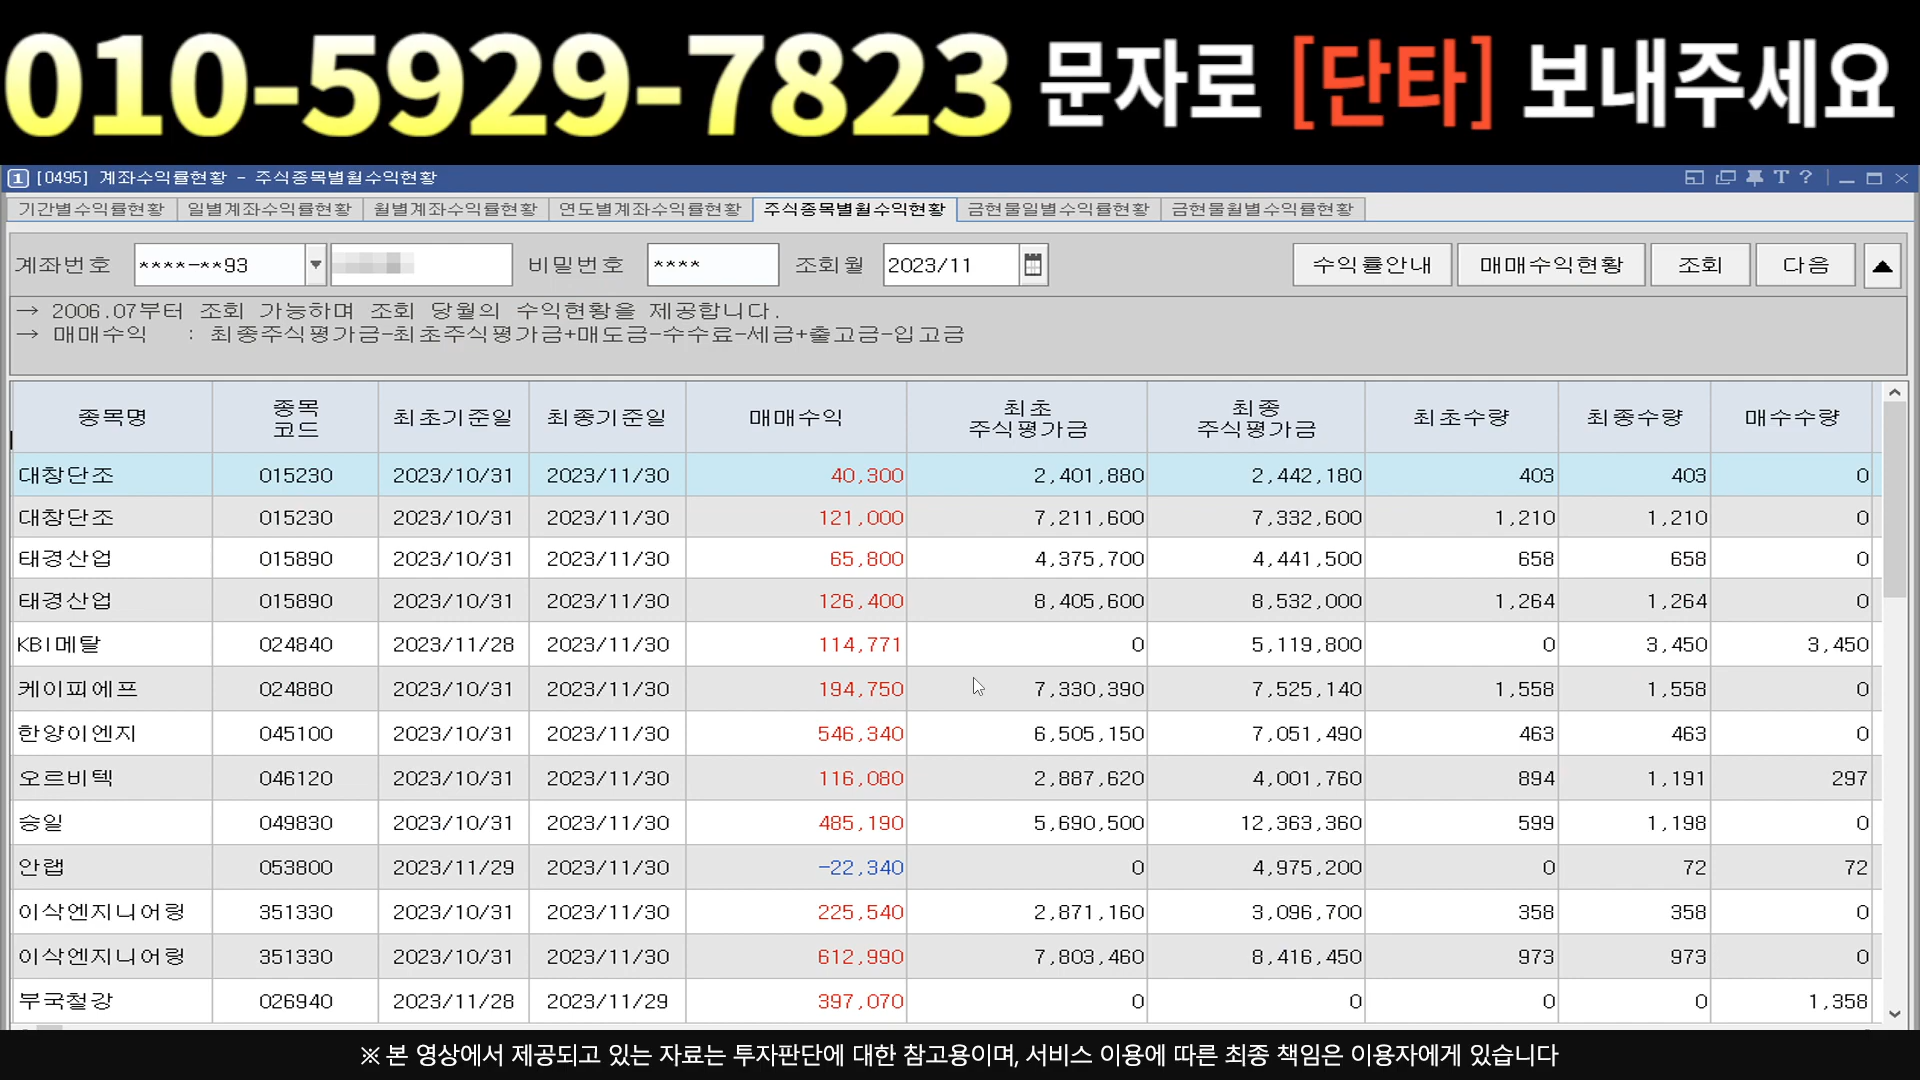 010-5929-7823 문자로 [단타] 보내주세요
1 [0495] 계좌수익률현황 - 주식종목별월수익현황
기간별수익률현황 일별계좌수익률현황 월별계좌수익률현황 연도별계좌수익률현황 주식종목별월수익현황 금현물일별수익률현황 금현물월별수익률현황
계좌번호 ****-**93 비밀번호 **** 조회월 2023/11 수익률안내 매매수익현황 조회 다음
→ 2006.07부터 조회 가능하며 조회 당월의 수익현황을 제공합니다.
→ 매매수익 : 최종주식평가금-최초주식평가금+매도금-수수료-세금+출고금-입고금
종목명 종목코드 최초기준일 최종기준일 매매수익 최초주식평가금 최종주식평가금 최초수량 최종수량 매수수량
대창단조 015230 2023/10/31 2023/11/30 40,300 2,401,880 2,442,180 403 403 0
대창단조 015230 2023/10/31 2023/11/30 121,000 7,211,600 7,332,600 1,210 1,210 0
태경산업 015890 2023/10/31 2023/11/30 65,800 4,375,700 4,441,500 658 658 0
태경산업 015890 2023/10/31 2023/11/30 126,400 8,405,600 8,532,000 1,264 1,264 0
KBI메탈 024840 2023/11/28 2023/11/30 114,771 0 5,119,800 0 3,450 3,450
케이피에프 024880 2023/10/31 2023/11/30 194,750 7,330,390 7,525,140 1,558 1,558 0
한양이엔지 045100 2023/10/31 2023/11/30 546,340 6,505,150 7,051,490 463 463 0
오르비텍 046120 2023/10/31 2023/11/30 116,080 2,887,620 4,001,760 894 1,191 297
승일 049830 2023/10/31 2023/11/30 485,190 5,690,500 12,363,360 599 1,198 0
안랩 053800 2023/11/29 2023/11/30 -22,340 0 4,975,200 0 72 72
이삭엔지니어링 351330 2023/10/31 2023/11/30 225,540 2,871,160 3,096,700 358 358 0
이삭엔지니어링 351330 2023/10/31 2023/11/30 612,990 7,803,460 8,416,450 973 973 0
부국철강 026940 2023/11/28 2023/11/29 397,070 0 0 0 0 1,358
※ 본 영상에서 제공되고 있는 자료는 투자판단에 대한 참고용이며, 서비스 이용에 따른 최종 책임은 이용자에게 있습니다